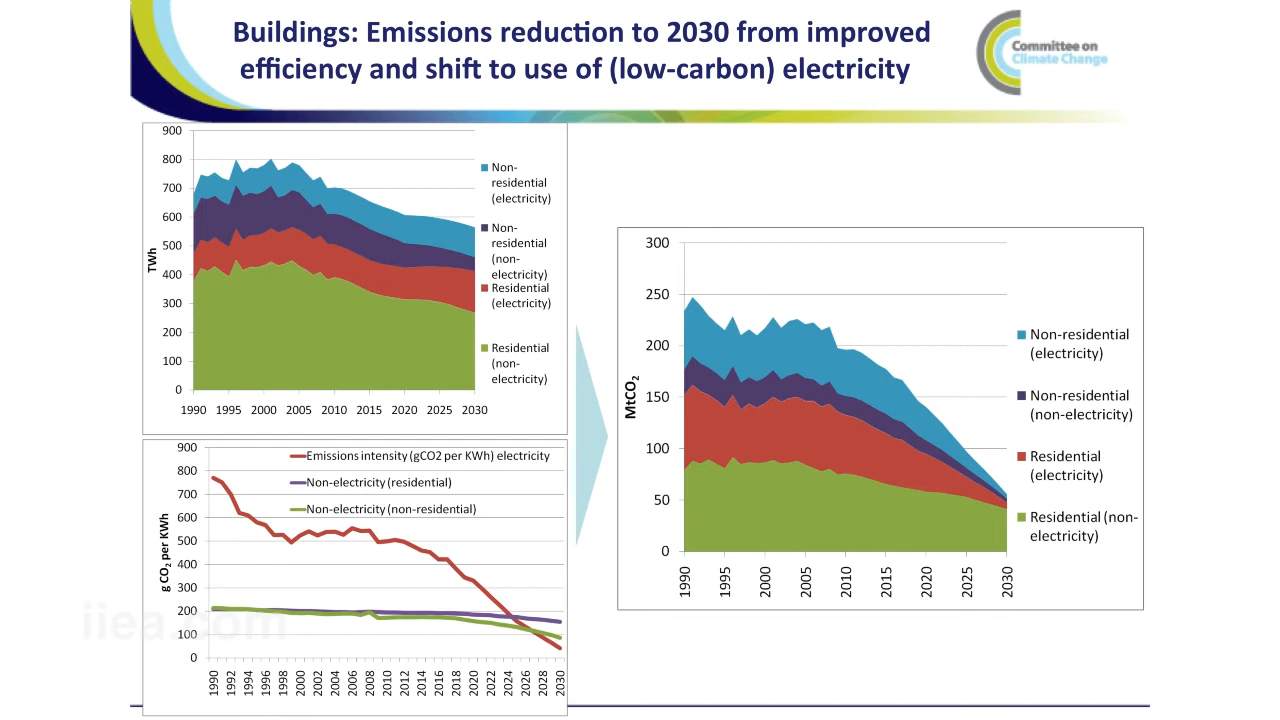 Buildings: Emissions reduction to 2030 from improved
efficiency and shift to use of (low-carbon) electricity
Committee on
Climate Change
900
800
700
600
500
400
300
200
100
0
TWh
1990 1995 2000 2005 2010 2015 2020 2025 2030
Non-
residential
(electricity)
Non-
residential
(non-
electricity)
Residential
(electricity)
Residential
(non-
electricity)
900
800
700
600
500
400
300
200
100
0
g CO₂ per KWh
Emissions intensity (gCO2 per KWh) electricity
Non-electricity (residential)
Non-electricity (non-residential)
1990 1992 1994 1996 1998 2000 2002 2004 2006 2008 2010 2012 2014 2016 2018 2020 2022 2024 2026 2028 2030
iiea.com
300
250
200
150
100
50
0
MtCO₂
1990 1995 2000 2005 2010 2015 2020 2025 2030
Non-residential
(electricity)
Non-residential
(non-electricity)
Residential
(electricity)
Residential (non-
electricity)